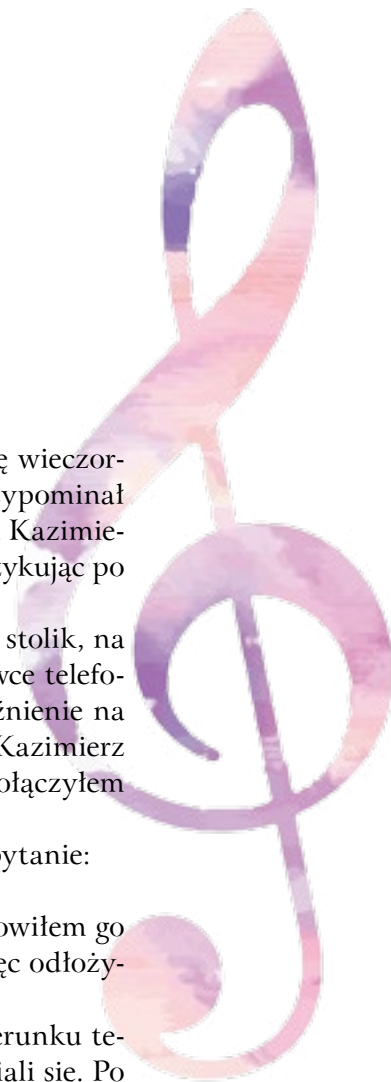 ę wieczor-
ypominał
Kazimie-
zykując po
stolik, na
wce telefo-
źnienie na
Kazimierz
ołączyłem
pytanie:
owiłem go
ęc odłoży-
erunku te-
iali się. Po